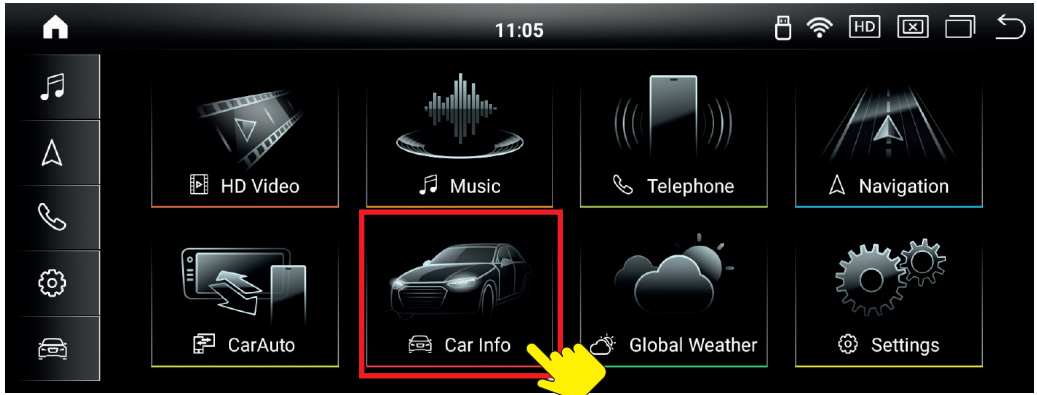 11:05
HD
HD Video
Music
Telephone
Navigation
CarAuto
Car Info
Global Weather
Settings